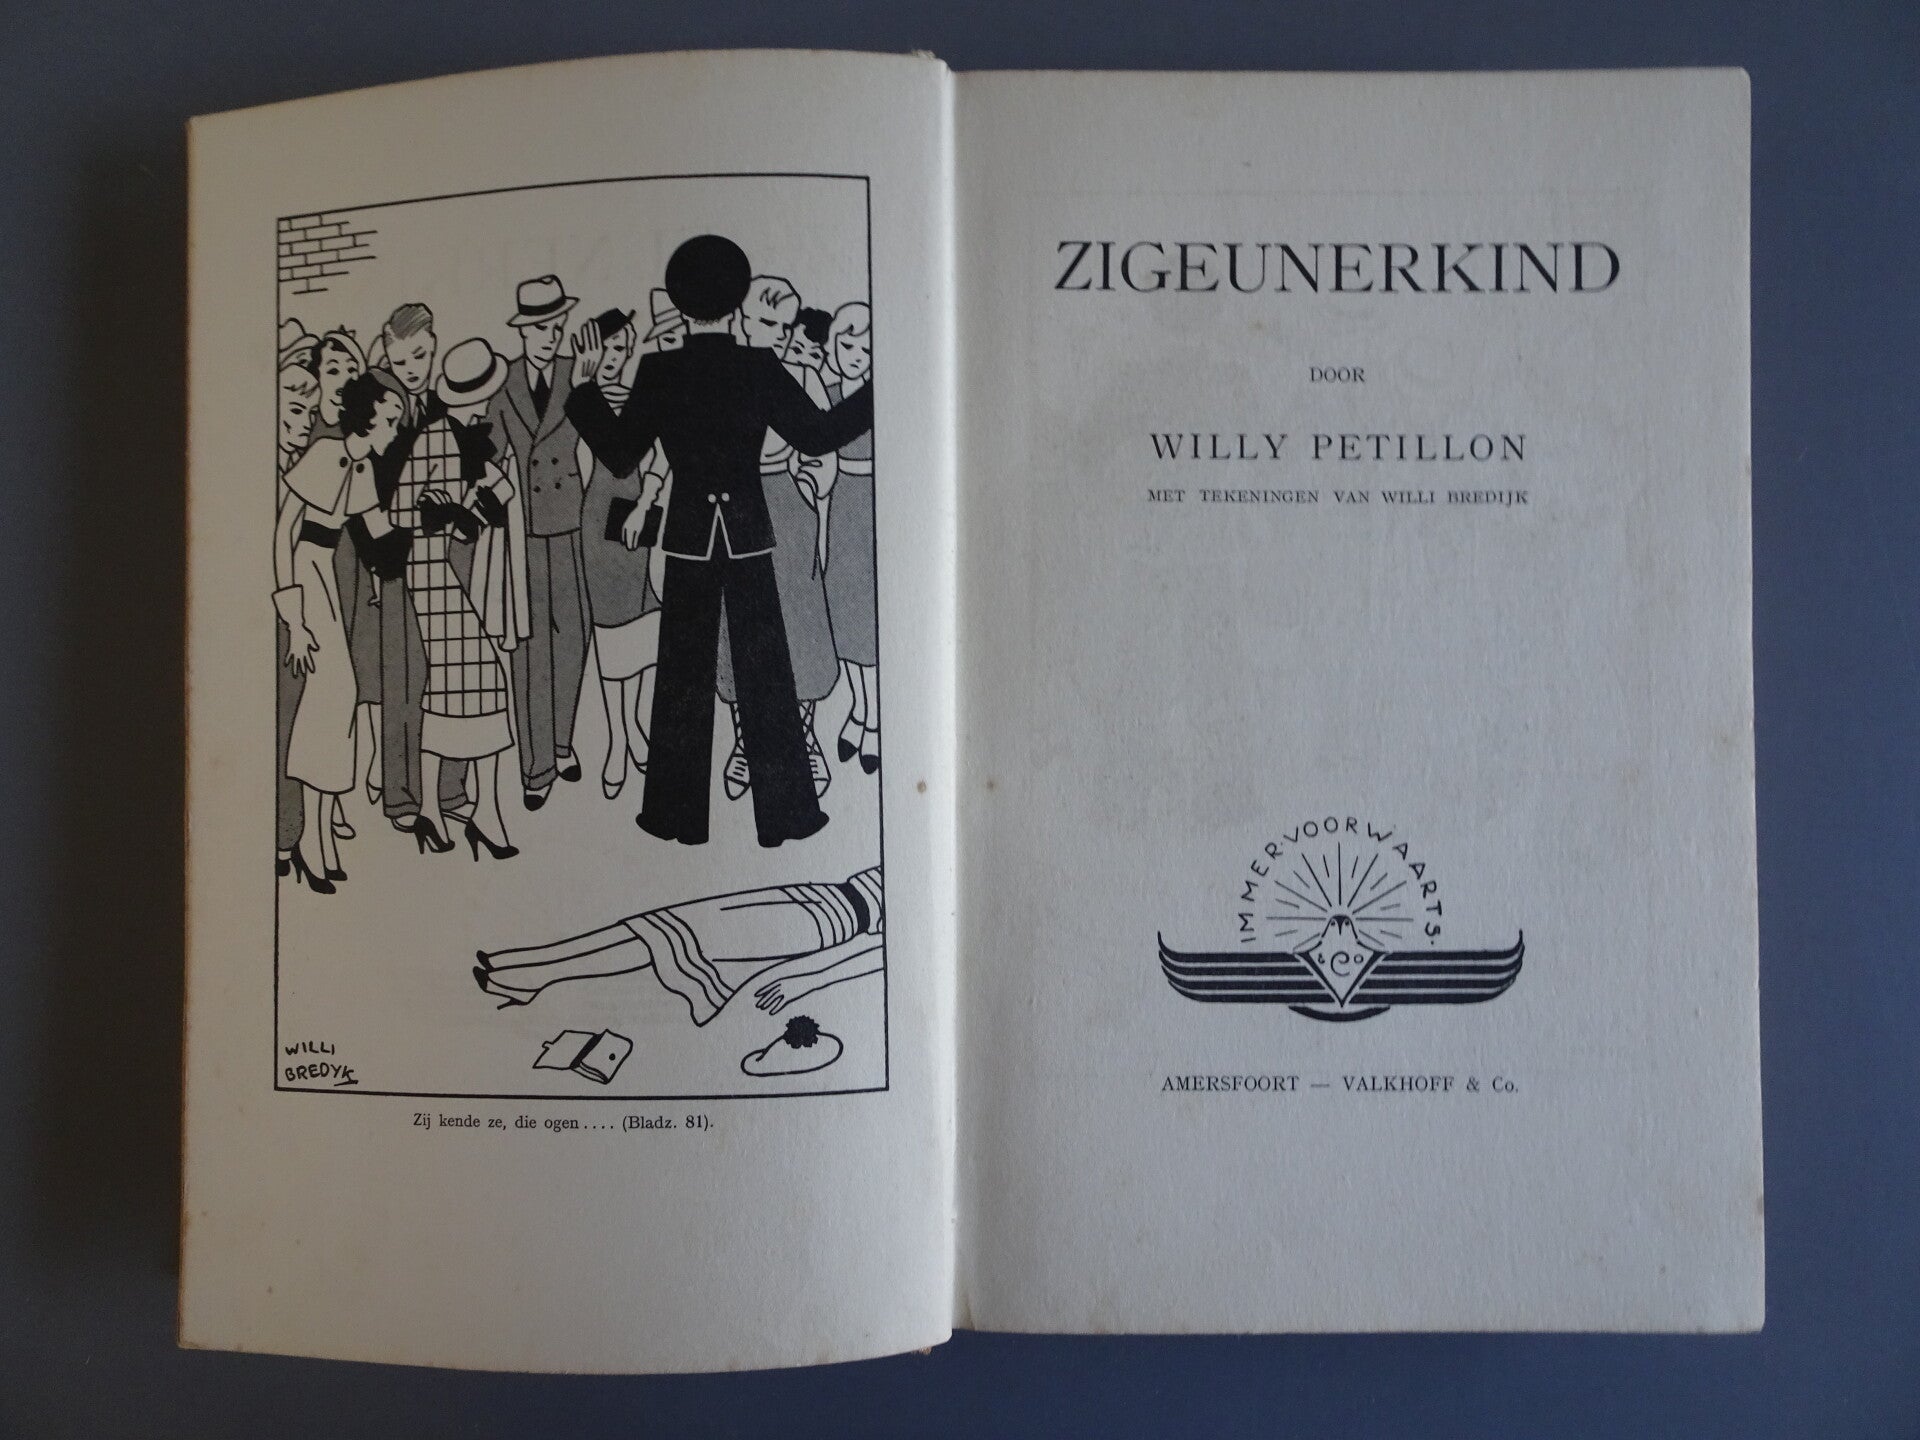 WILLI
BREDYK
Zij kende ze, die ogen.... (Bladz. 81).
ZIGEUNERKIND
DOOR
WILLY PETILLON
MET TEKENINGEN VAN WILLI BREDIJK
IMMER·VOORWAARTS·
& Co
AMERSFOORT — VALKHOFF & Co.